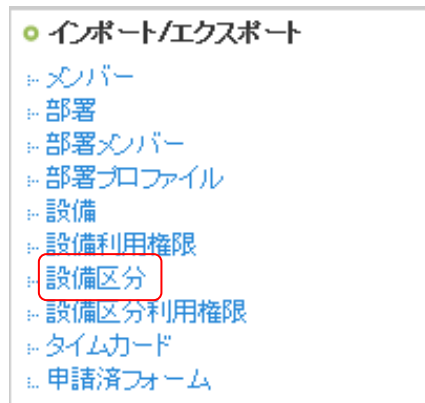 インポート/エクスポート
メンバー
部署
部署メンバー
部署プロファイル
設備
設備利用権限
設備区分
設備区分利用権限
タイムカード
申請済フォーム